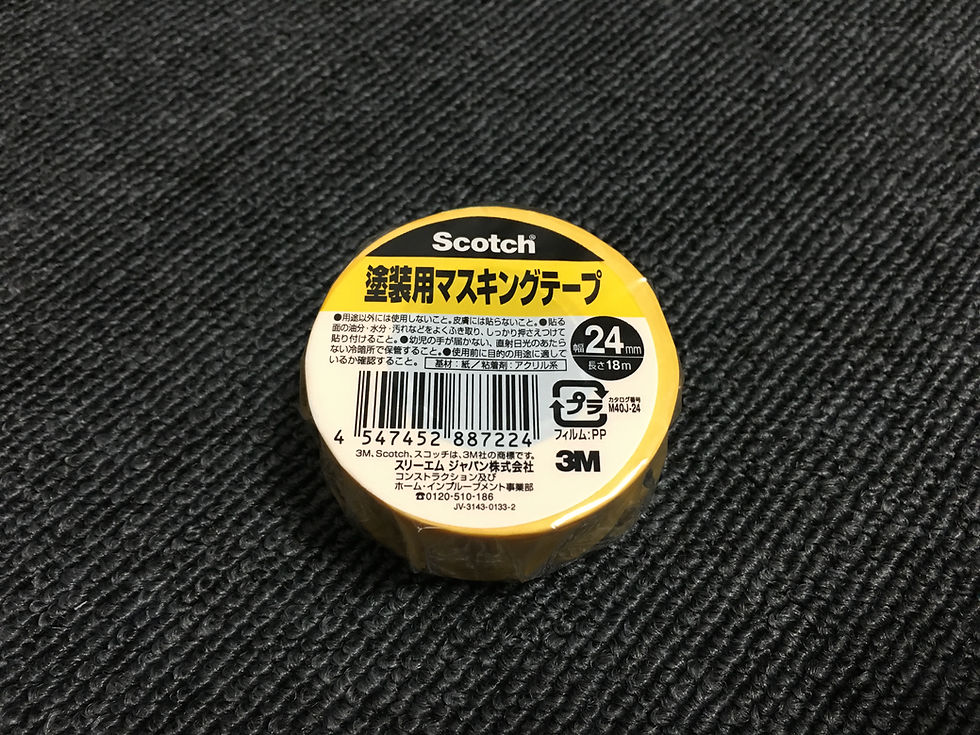 Scotch®
塗装用マスキングテープ
●用途以外には使用しないこと。皮膚には貼らないこと。●貼る
面の油分・水分・汚れなどをよくふき取り、しっかり押さえつけて
貼り付けること。●幼児の手が届かない、直射日光のあたら
ない冷暗所で保管すること。●使用前に目的の用途に適して
いるか確認すること。
基材:紙/粘着剤:アクリル系
幅24mm
長さ18m
プラ
カタログ番号
M40J-24
フィルム:PP
4 547452 887224
3M、Scotch、スコッチは、3M社の商標です。
スリーエム ジャパン株式会社
コンストラクション及び
ホーム・インプルーブメント事業部
☎0120-510-186
JV-3143-0133-2
3M